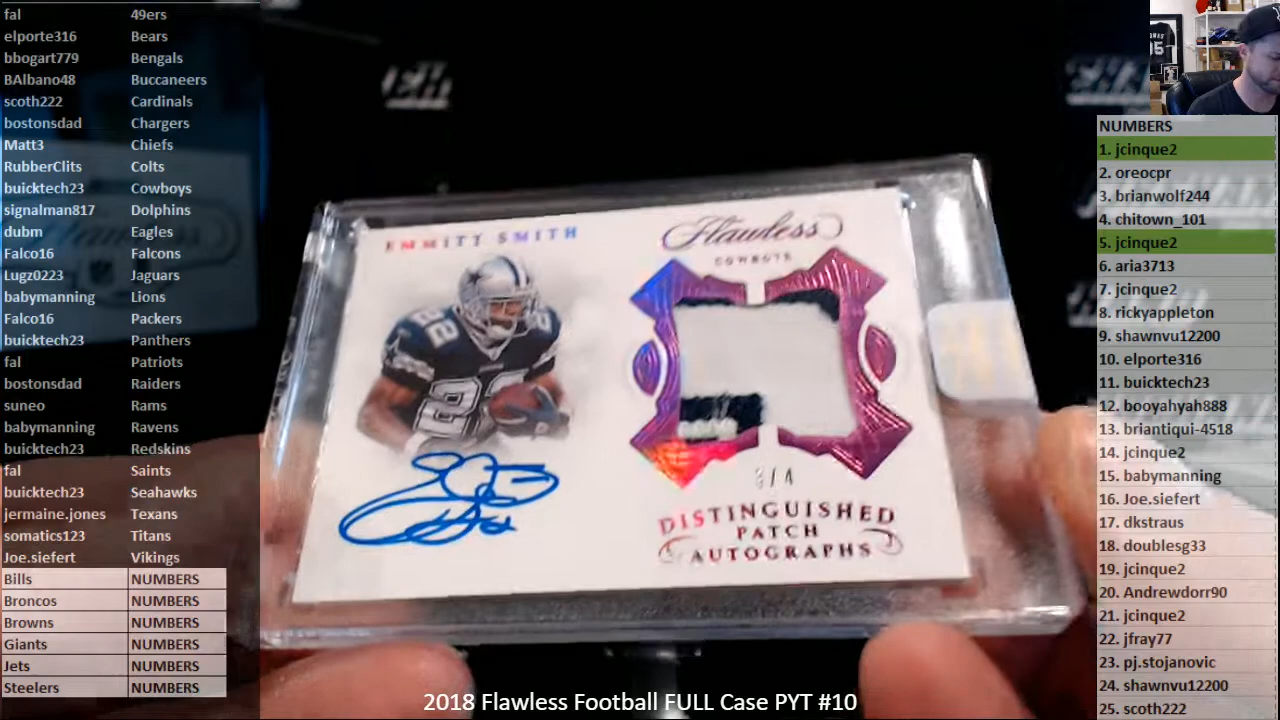 fal 49ers
elporte316 Bears
bbogart779 Bengals
BAlbano48 Buccaneers
scoth222 Cardinals
bostonsdad Chargers
Matt3 Chiefs
RubberClits Colts
buicktech23 Cowboys
signalman817 Dolphins
dubm Eagles
Falco16 Falcons
Lugz0223 Jaguars
babymanning Lions
Falco16 Packers
buicktech23 Panthers
fal Patriots
bostonsdad Raiders
suneo Rams
babymanning Ravens
buicktech23 Redskins
fal Saints
buicktech23 Seahawks
jermaine.jones Texans
somatics123 Titans
Joe.siefert Vikings
Bills NUMBERS
Broncos NUMBERS
Browns NUMBERS
Giants NUMBERS
Jets NUMBERS
Steelers NUMBERS
EMMITT SMITH
Flawless
COWBOYS
22
22
3/4
DISTINGUISHED
PATCH
AUTOGRAPHS
2018 Flawless Football FULL Case PYT #10
NUMBERS
1. jcinque2
2. oreocpr
3. brianwolf244
4. chitown_101
5. jcinque2
6. aria3713
7. jcinque2
8. rickyappleton
9. shawnvu12200
10. elporte316
11. buicktech23
12. booyahyah888
13. briantiqui-4518
14. jcinque2
15. babymanning
16. Joe.siefert
17. dkstraus
18. doublesg33
19. jcinque2
20. Andrewdorr90
21. jcinque2
22. jfray77
23. pj.stojanovic
24. shawnvu12200
25. scoth222